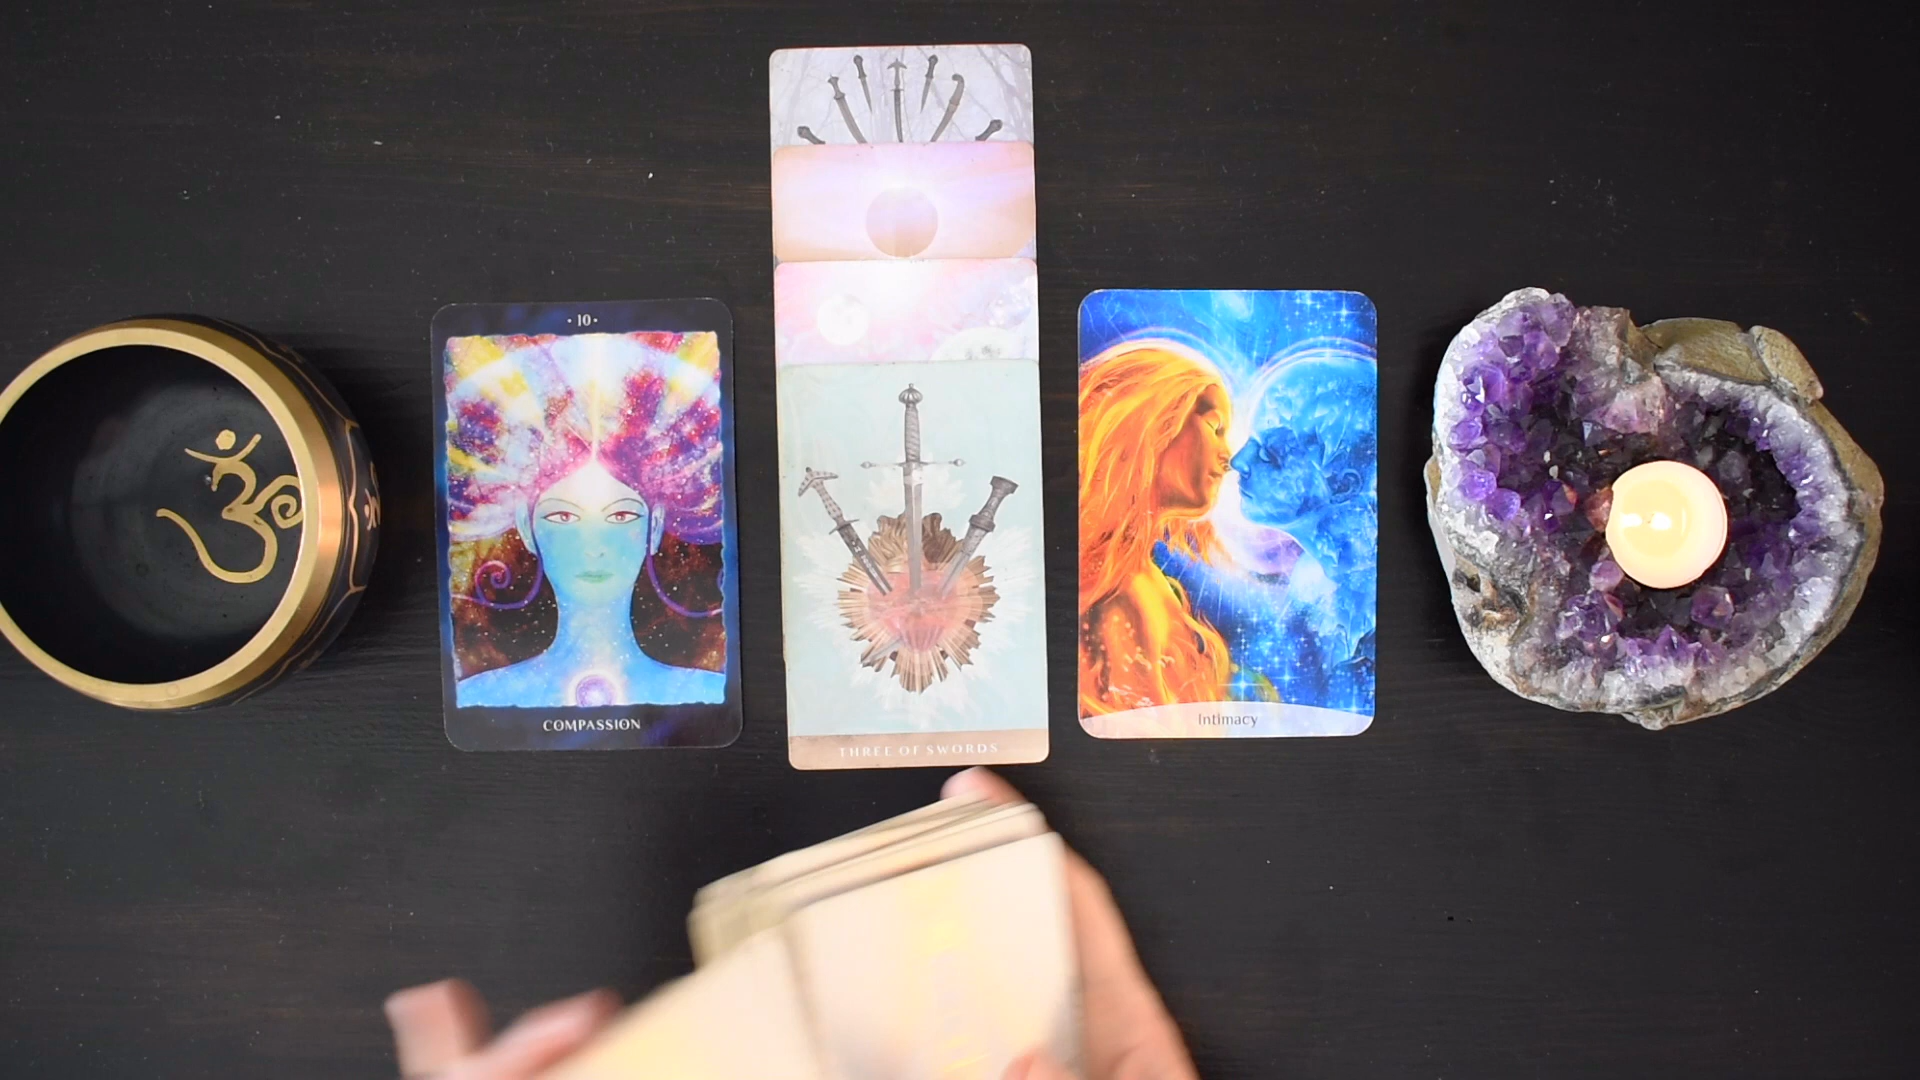 · 10 ·
COMPASSION
THREE OF SWORDS
Intimacy
ॐ